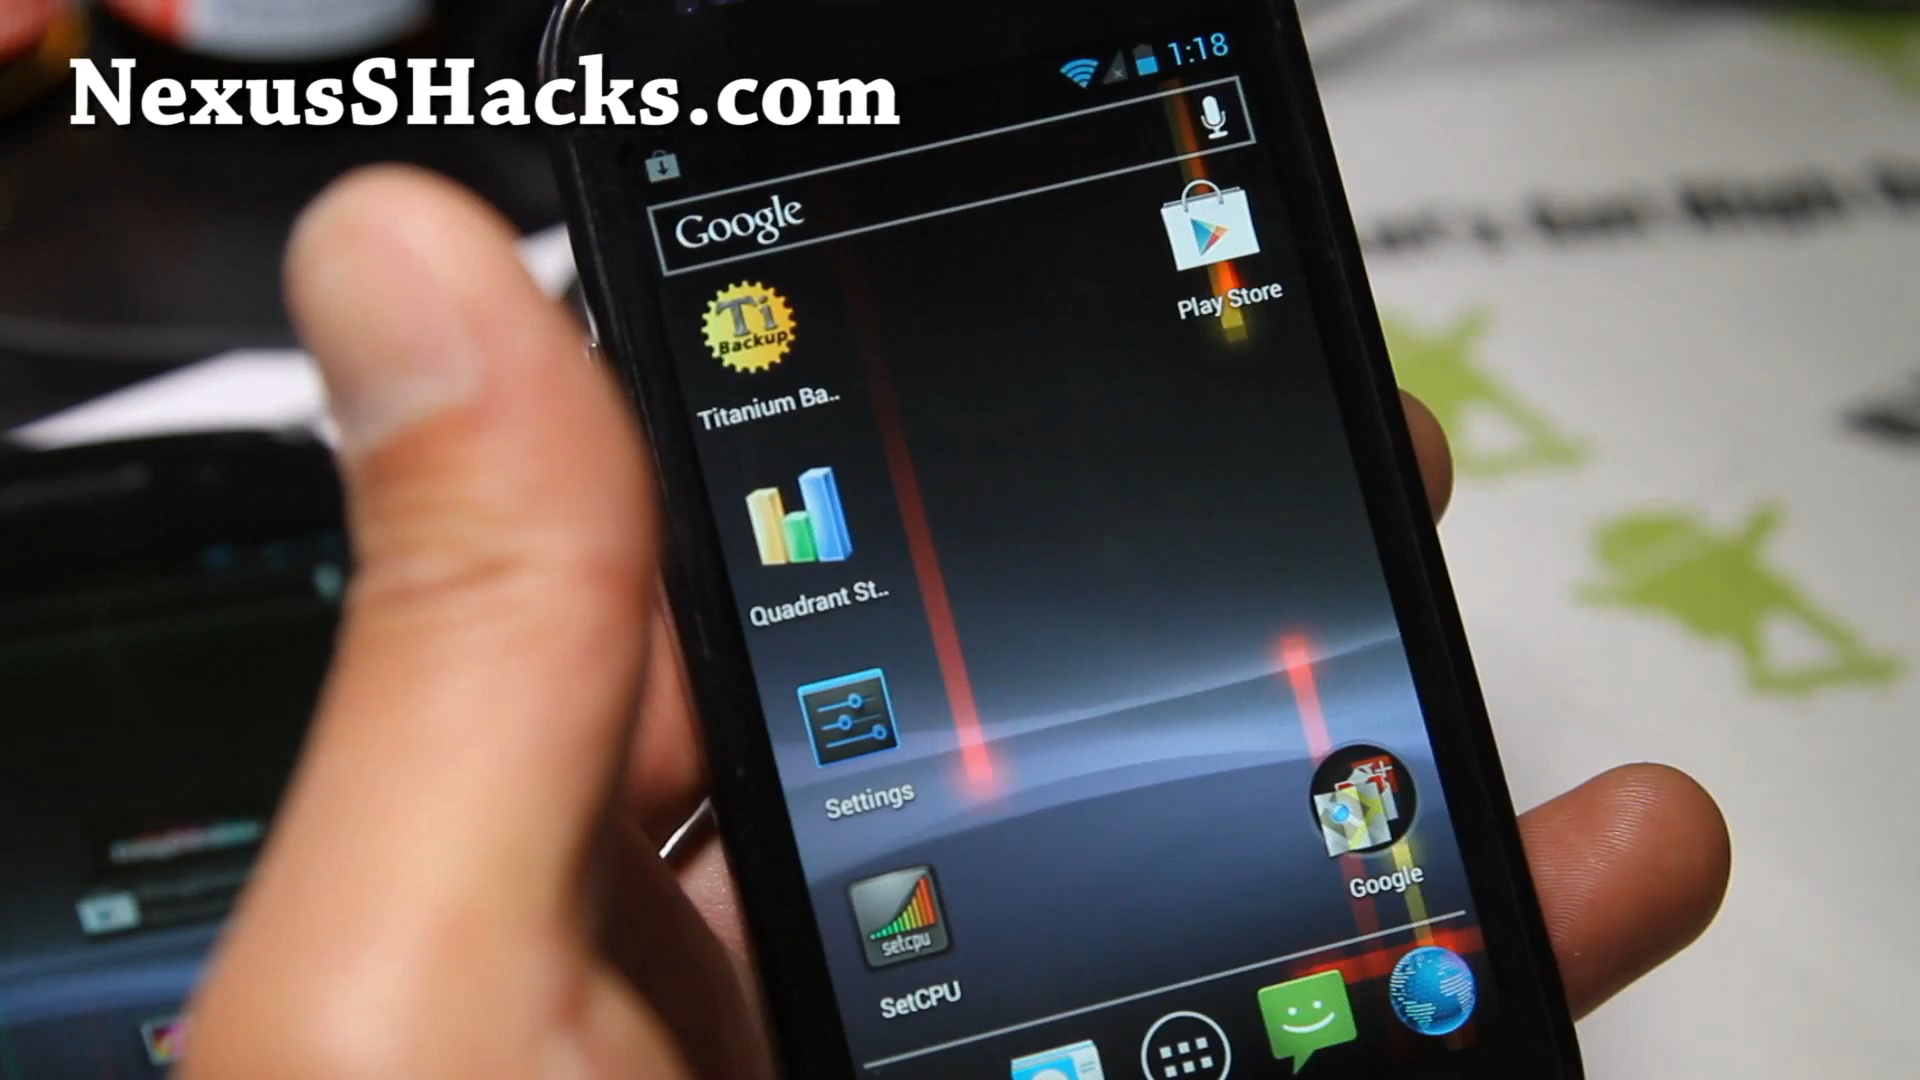 NexusSHacks.com
1:18
Google
Play Store
Ti
Backup
Titanium Ba..
Quadrant St..
Settings
Google
setcpu
SetCPU